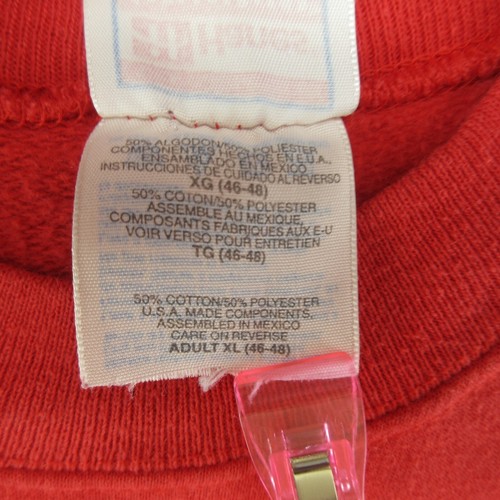 Hanes
50% ALGODON/50% POLIESTER
COMPONENTES HECHOS EN E.U.A.,
ENSAMBLADO EN MEXICO
INSTRUCCIONES DE CUIDADO AL REVERSO
XG (46-48)
50% COTON/50% POLYESTER
ASSEMBLE AU MEXIQUE,
COMPOSANTS FABRIQUES AUX E-U
VOIR VERSO POUR ENTRETIEN
TG (46-48)
50% COTTON/50% POLYESTER
U.S.A. MADE COMPONENTS,
ASSEMBLED IN MEXICO
CARE ON REVERSE
ADULT XL (46-48)